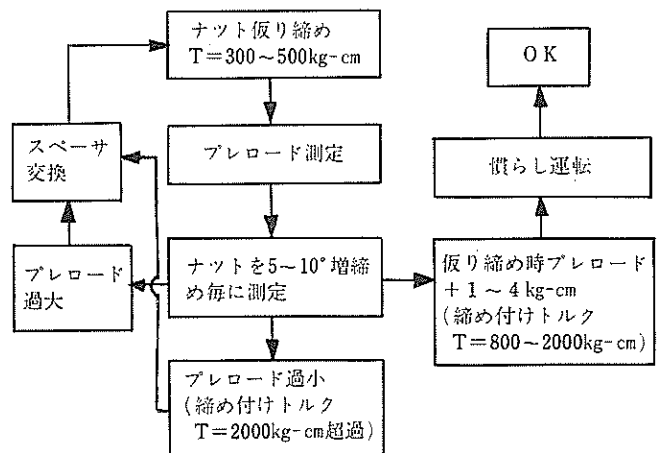 ナット仮り締め
T=300~500kg-cm
OK
スペーサ
交換
プレロード測定
慣らし運転
プレロード
過大
ナットを5~10°増締
め毎に測定
仮り締め時プレロード
+1~4kg-cm
(締め付けトルク
T=800~2000kg-cm)
プレロード過小
(締め付けトルク
T=2000kg-cm超過)